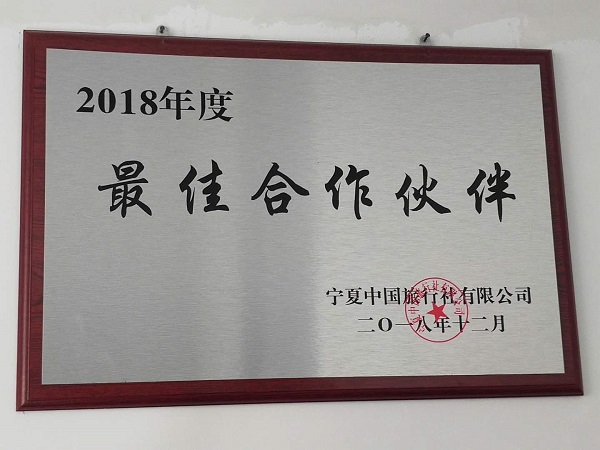 2018年度
最佳合作伙伴
宁夏中国旅行社有限公司
二〇一八年十二月